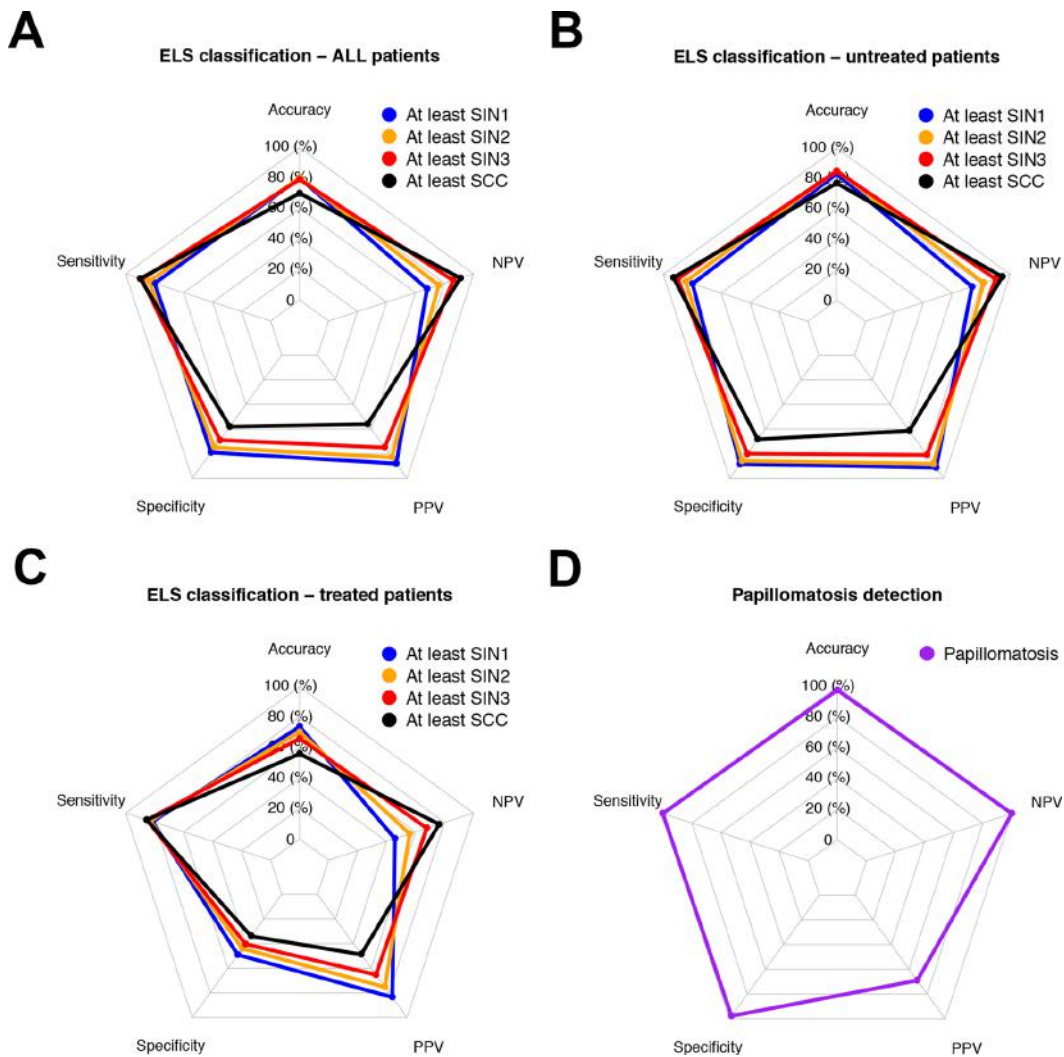 A
ELS classification – ALL patients
Accuracy
At least SIN1
At least SIN2
At least SIN3
At least SCC
100 (%)
80 (%)
60 (%)
40 (%)
20 (%)
0
Sensitivity
NPV
Specificity
PPV
B
ELS classification – untreated patients
Accuracy
At least SIN1
At least SIN2
At least SIN3
At least SCC
100 (%)
80 (%)
60 (%)
40 (%)
20 (%)
0
Sensitivity
NPV
Specificity
PPV
C
ELS classification – treated patients
Accuracy
At least SIN1
At least SIN2
At least SIN3
At least SCC
100 (%)
80 (%)
60 (%)
40 (%)
20 (%)
0
Sensitivity
NPV
Specificity
PPV
D
Papillomatosis detection
Accuracy
Papillomatosis
100 (%)
80 (%)
60 (%)
40 (%)
20 (%)
0
Sensitivity
NPV
Specificity
PPV